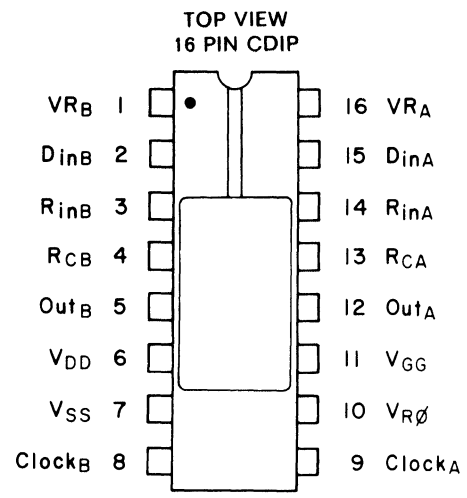 TOP VIEW
16 PIN CDIP
VRB 1 16 VRA
DinB 2 15 DinA
RinB 3 14 RinA
RCB 4 13 RCA
OutB 5 12 OutA
VDD 6 11 VGG
VSS 7 10 VRØ
ClockB 8 9 ClockA